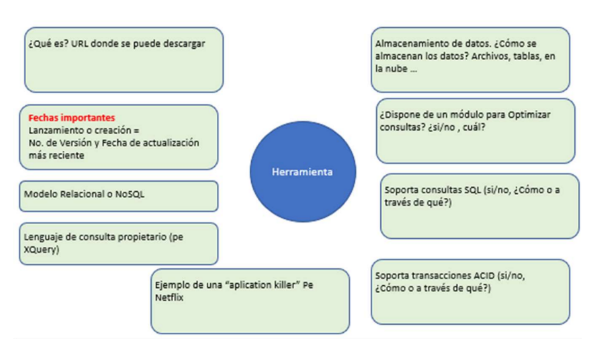 ¿Qué es? URL donde se puede descargar
Fechas importantes
Lanzamiento o creación =
No. de Versión y Fecha de actualización
más reciente
Modelo Relacional o NoSQL
Lenguaje de consulta propietario (pe
XQuery)
Ejemplo de una “aplication killer” Pe
Netflix
Herramienta
Almacenamiento de datos. ¿Cómo se
almacenan los datos? Archivos, tablas, en
la nube ...
¿Dispone de un módulo para Optimizar
consultas? ¿si/no , cuál?
Soporta consultas SQL (si/no, ¿Cómo o a
través de qué?)
Soporta transacciones ACID (si/no,
¿Cómo o a través de qué?)